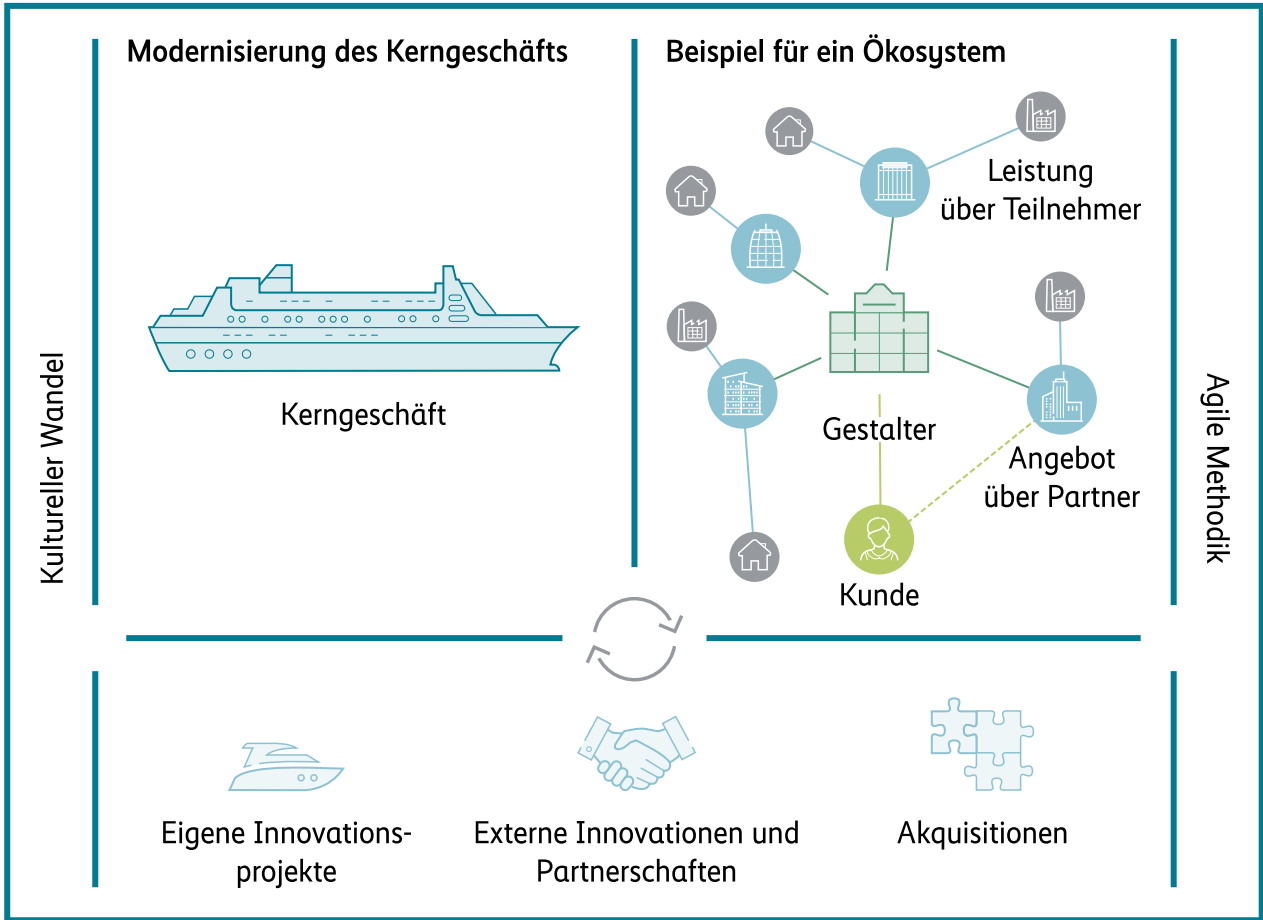 Modernisierung des Kerngeschäfts
Beispiel für ein Ökosystem
Leistung
über Teilnehmer
Kerngeschäft
Gestalter
Angebot
über Partner
Kunde
Kultureller Wandel
Agile Methodik
Eigene Innovations-
projekte
Externe Innovationen und
Partnerschaften
Akquisitionen